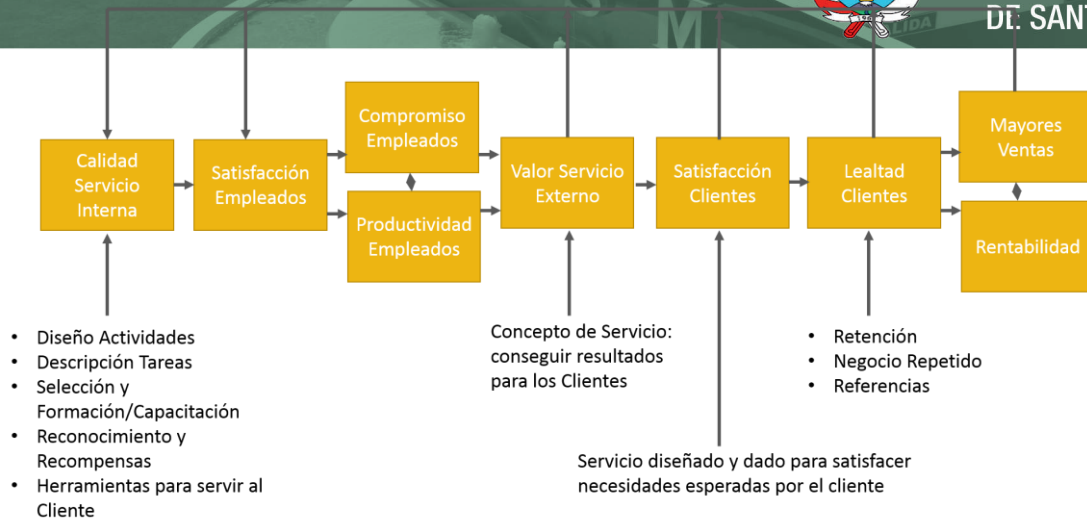 M
DE SANT
Calidad
Servicio
Interna
Satisfacción
Empleados
Compromiso
Empleados
Productividad
Empleados
Valor Servicio
Externo
Satisfacción
Clientes
Lealtad
Clientes
Mayores
Ventas
Rentabilidad
• Diseño Actividades
• Descripción Tareas
• Selección y
Formación/Capacitación
• Reconocimiento y
Recompensas
• Herramientas para servir al
Cliente
Concepto de Servicio:
conseguir resultados
para los Clientes
Servicio diseñado y dado para satisfacer
necesidades esperadas por el cliente
• Retención
• Negocio Repetido
• Referencias